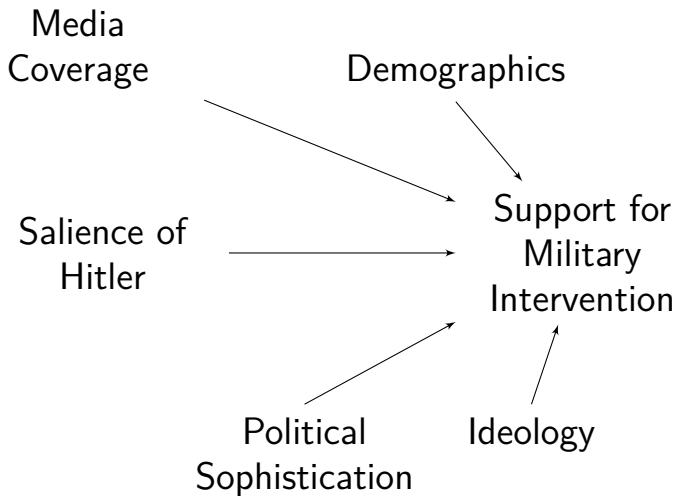 Media
Coverage
Demographics
Salience of
Hitler
Support for
Military
Intervention
Political
Sophistication
Ideology